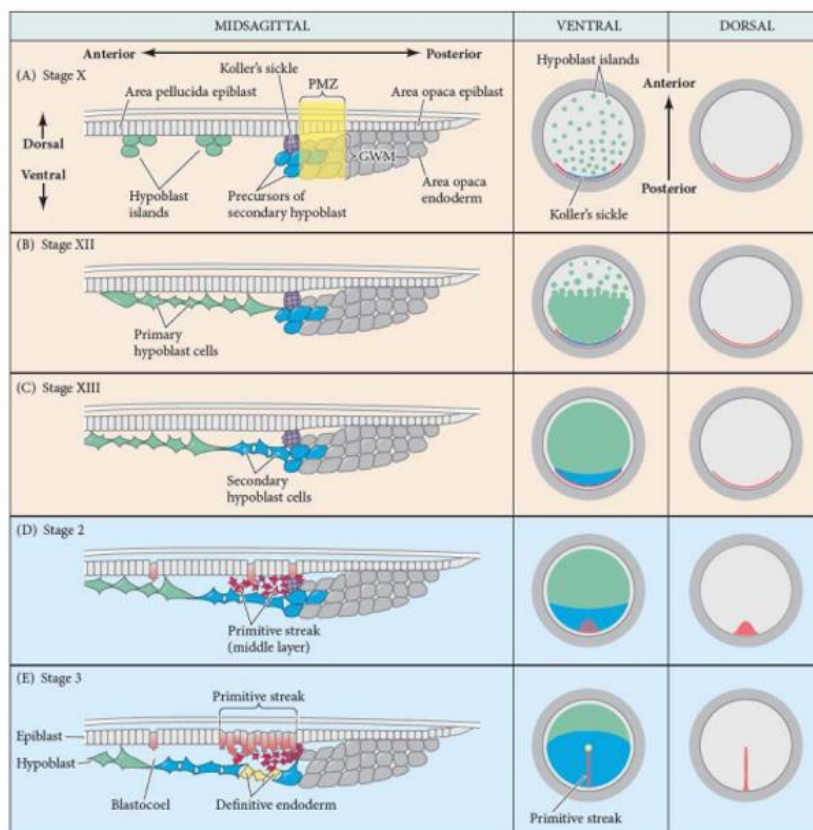 MIDSAGITTAL
VENTRAL
DORSAL
(A) Stage X
Anterior
Posterior
Koller's sickle
PMZ
Area pellucida epiblast
Area opaca epiblast
Dorsal
Ventral
GWM
Hypoblast
islands
Precursors of
secondary hypoblast
Area opaca
endoderm
Hypoblast islands
Koller's sickle
Anterior
Posterior
(B) Stage XII
Primary
hypoblast cells
(C) Stage XIII
Secondary
hypoblast cells
(D) Stage 2
Primitive streak
(middle layer)
(E) Stage 3
Primitive streak
Epiblast
Hypoblast
Blastocoel
Definitive endoderm
Primitive streak